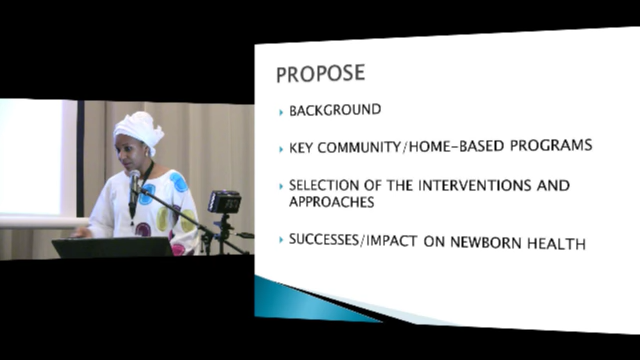 PROPOSE
BACKGROUND
KEY COMMUNITY/HOME-BASED PROGRAMS
SELECTION OF THE INTERVENTIONS AND
APPROACHES
SUCCESSES/IMPACT ON NEWBORN HEALTH